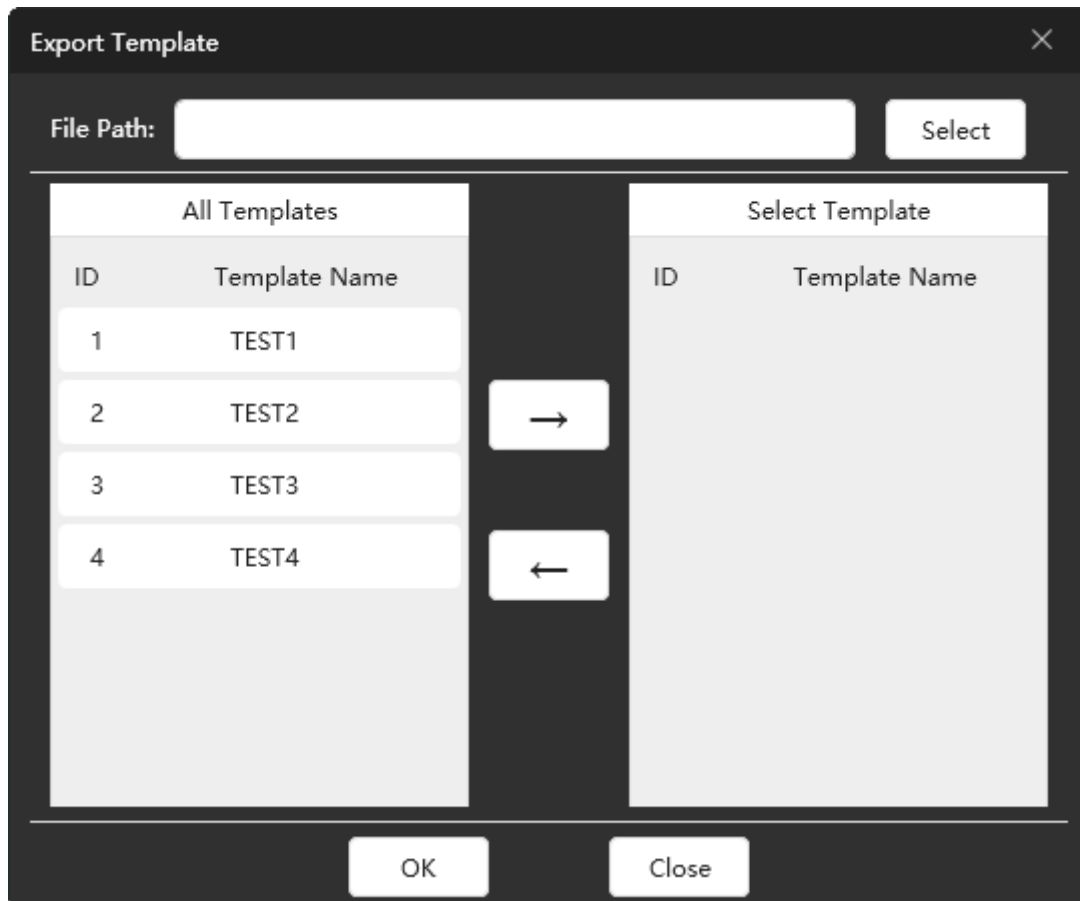 Export Template
File Path:
Select
All Templates
ID Template Name
1 TEST1
2 TEST2
3 TEST3
4 TEST4
→
←
Select Template
ID Template Name
OK
Close